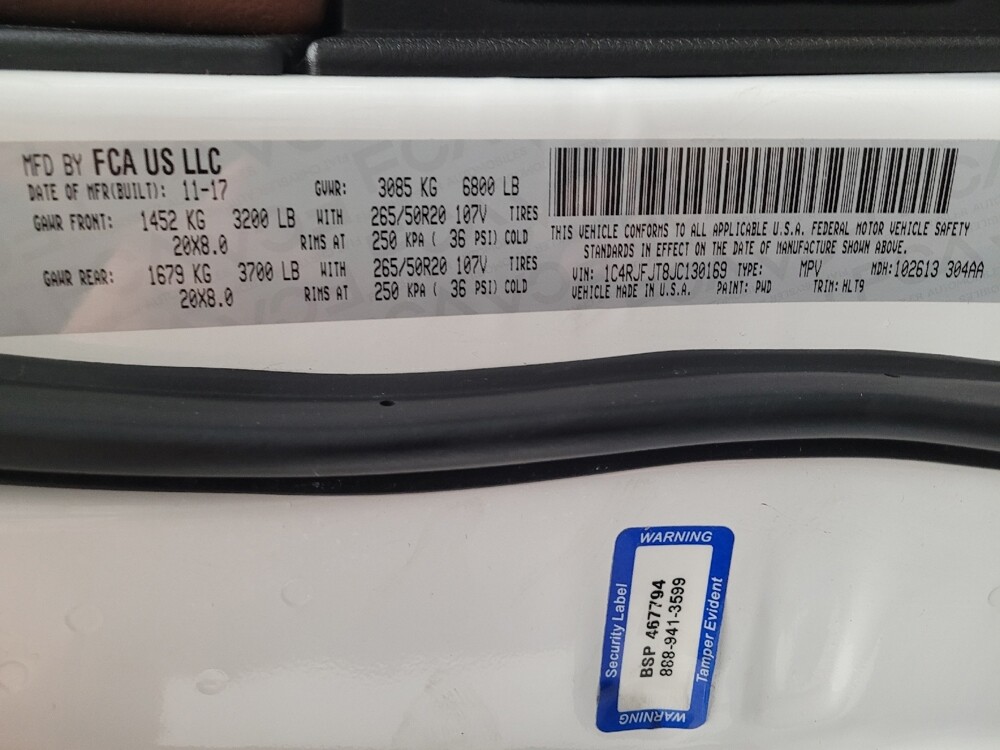 MFD BY FCA US LLC
DATE OF MFR(BUILT): 11-17 GVWR: 3085 KG 6800 LB
GAWR FRONT: 1452 KG 3200 LB WITH 265/50R20 107V TIRES
20X8.0 RIMS AT 250 KPA ( 36 PSI) COLD
GAWR REAR: 1679 KG 3700 LB WITH 265/50R20 107V TIRES
20X8.0 RIMS AT 250 KPA ( 36 PSI) COLD
THIS VEHICLE CONFORMS TO ALL APPLICABLE U.S.A. FEDERAL MOTOR VEHICLE SAFETY
STANDARDS IN EFFECT ON THE DATE OF MANUFACTURE SHOWN ABOVE.
VIN: 1C4RJFJT8JC130169 TYPE: MPV MDH:102613 304AA
VEHICLE MADE IN U.S.A. PAINT: PWD TRIM: HLT9
WARNING
Security Label
BSP 467794
888-941-3599
Tamper Evident
WARNING